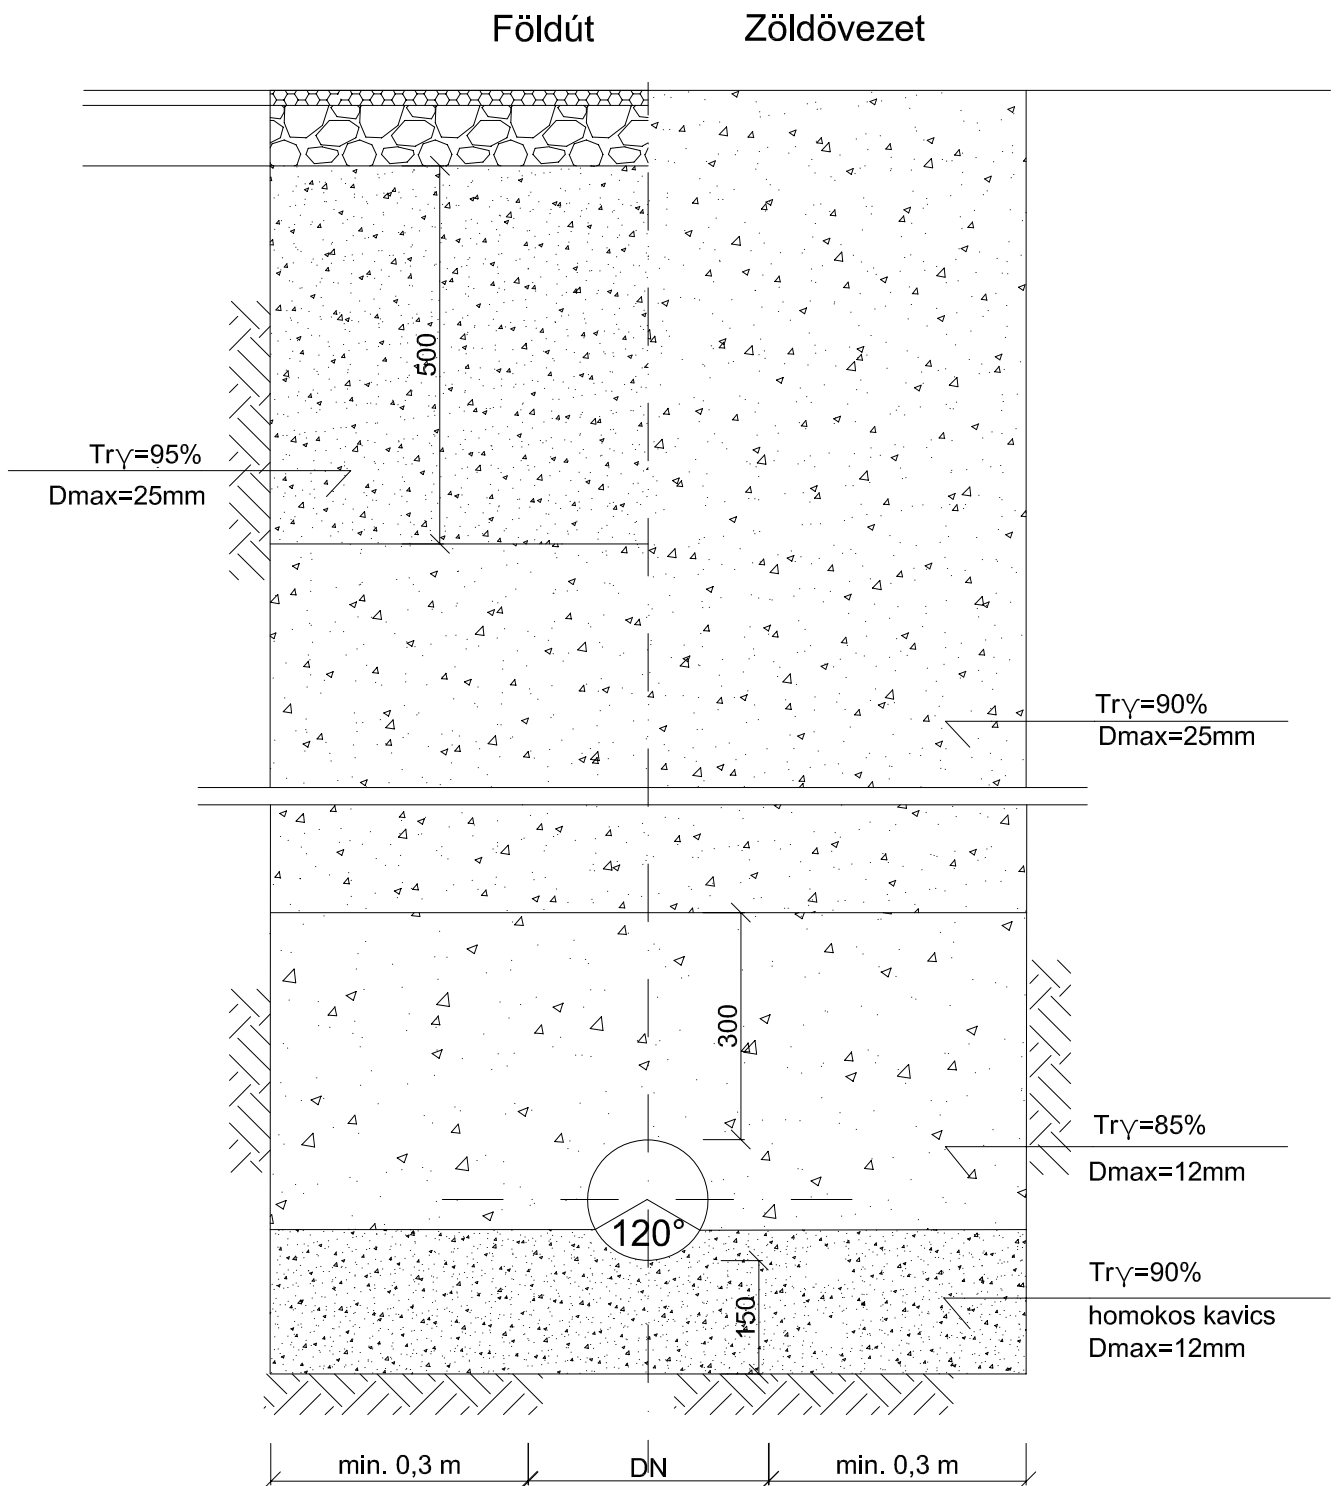 Földút
Zöldövezet
500
Trγ=95%
Dmax=25mm
Trγ=90%
Dmax=25mm
300
Trγ=85%
Dmax=12mm
120°
Trγ=90%
homokos kavics
Dmax=12mm
150
min. 0,3 m
DN
min. 0,3 m